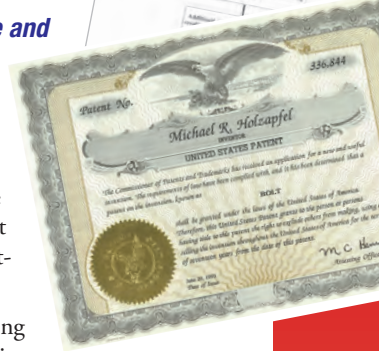 e and
Additional
336,844
Patent No.
Michael R. Holzapfel
INVENTOR
UNITED STATES PATENT
The Commissioner of Patents and Trademarks has received an application for a new and useful
invention. The requirements of law have been complied with, and it has been determined that a
patent on the invention, known as
BOLT
shall be granted under the laws of the United States of America.
Therefore, this United States Patent grants to the person or persons
having title to this patent the right to exclude others from making, using
selling the invention throughout the United States of America for the
of seventeen years from the date of this patent.
t
t-
Date of Issue
M. C.
Attesting Officer
ng